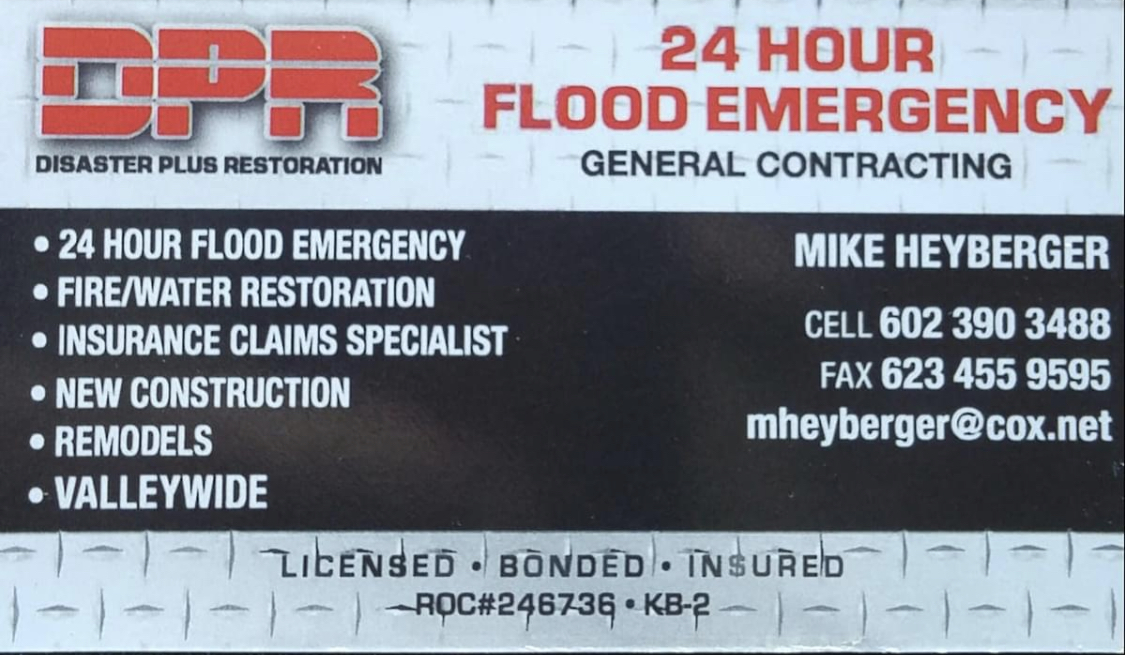 DPR
DISASTER PLUS RESTORATION
24 HOUR
FLOOD EMERGENCY
GENERAL CONTRACTING
• 24 HOUR FLOOD EMERGENCY
• FIRE/WATER RESTORATION
• INSURANCE CLAIMS SPECIALIST
• NEW CONSTRUCTION
• REMODELS
• VALLEYWIDE
MIKE HEYBERGER
CELL 602 390 3488
FAX 623 455 9595
mheyberger@cox.net
LICENSED • BONDED • INSURED
ROC#246736 • KB-2